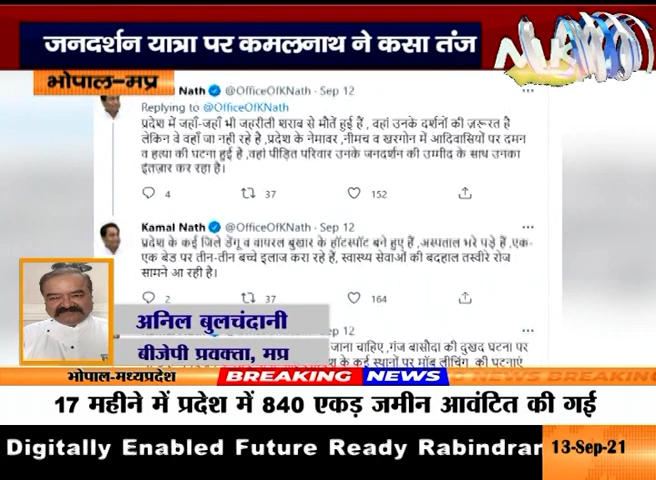 जनदर्शन यात्रा पर कमलनाथ ने कसा तंज
भोपाल-मप्र
Nath @OfficeOfKNath · Sep 12
Replying to @OfficeOfKNath
प्रदेश में जहाँ-जहाँ भी जहरीली शराब से मौतें हुई हैं , वहां उनके दर्शनों की ज़रूरत है
लेकिन वे वहाँ जा नही रहे है ,प्रदेश के नेमावर ,नीमच व खरगोन में आदिवासियों पर दमन
व हत्या की घटना हुई है ,वहां पीड़ित परिवार उनके जनदर्शन की उम्मीद के साथ उनका
इंतज़ार कर रहा है।
4 37 152
Kamal Nath @OfficeOfKNath · Sep 12
प्रदेश के कई जिले डेंगू व वायरल बुखार के हॉटस्पॉट बने हुए हैं ,अस्पताल भरे पड़े हैं ,एक-
एक बेड पर तीन-तीन बच्चे इलाज करा रहे हैं, स्वास्थ्य सेवाओं की बदहाल तस्वीरे रोज
सामने आ रही है।
2 37 164
अनिल बुलचंदानी
Sep 12
जाना चाहिए ,गंज बासौदा की दुखद घटना पर
बीजेपी प्रवक्ता, मप्र
श के कई स्थानों पर मॉब लीचिंग की घटनाएं
भोपाल-मध्यप्रदेश
BREAKING NEWS
NEWS BREAKING
17 महीने में प्रदेश में 840 एकड़ जमीन आवंटित की गई
Digitally Enabled Future Ready Rabindrar
13-Sep-21